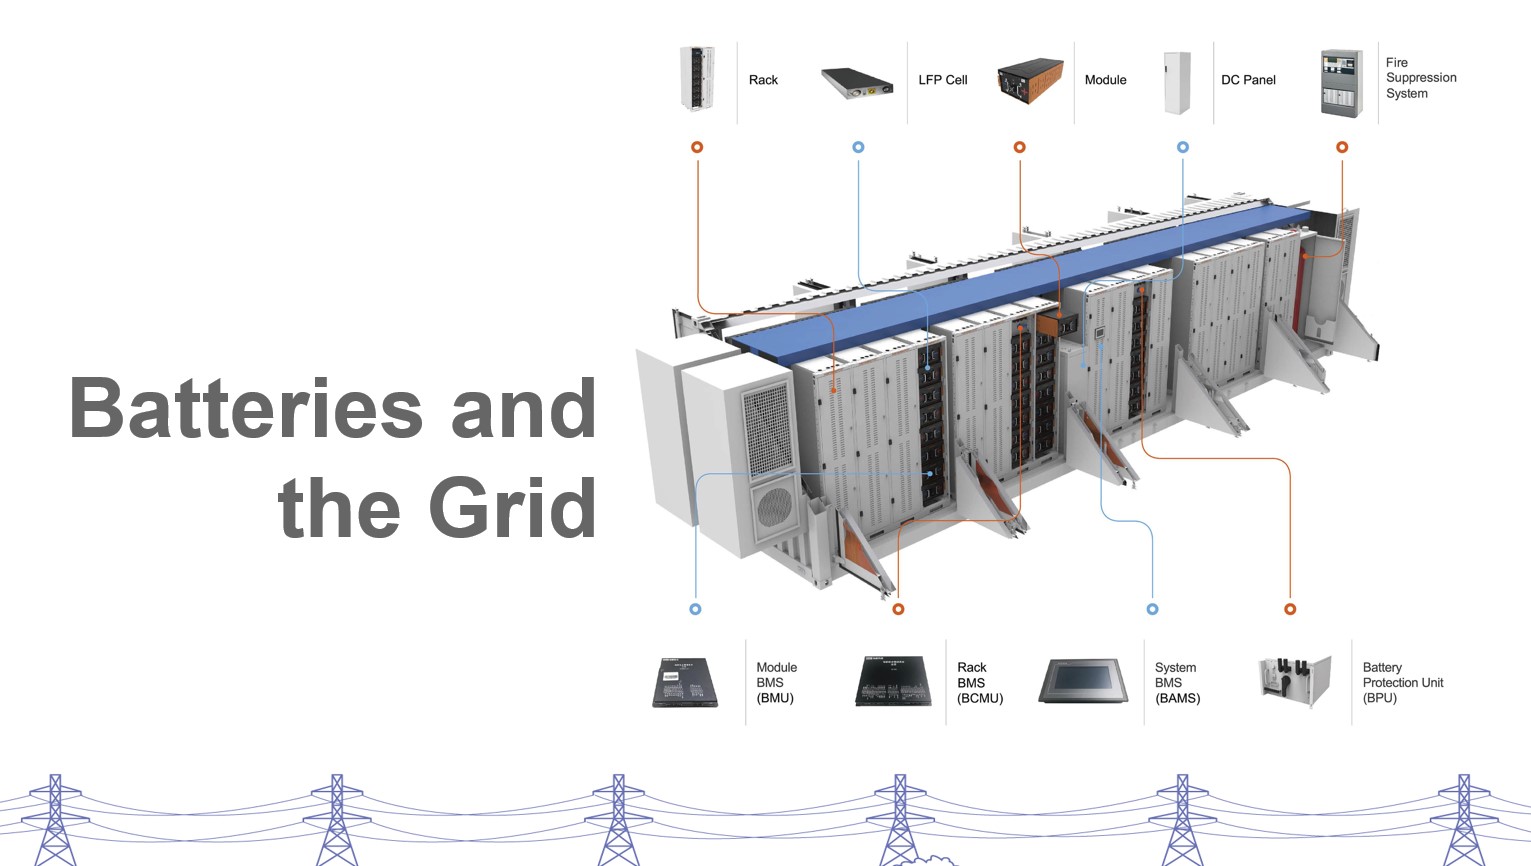 Rack
LFP Cell
Module
DC Panel
Fire
Suppression
System
Batteries and
the Grid
Module
BMS
(BMU)
Rack
BMS
(BCMU)
System
BMS
(BAMS)
Battery
Protection Unit
(BPU)